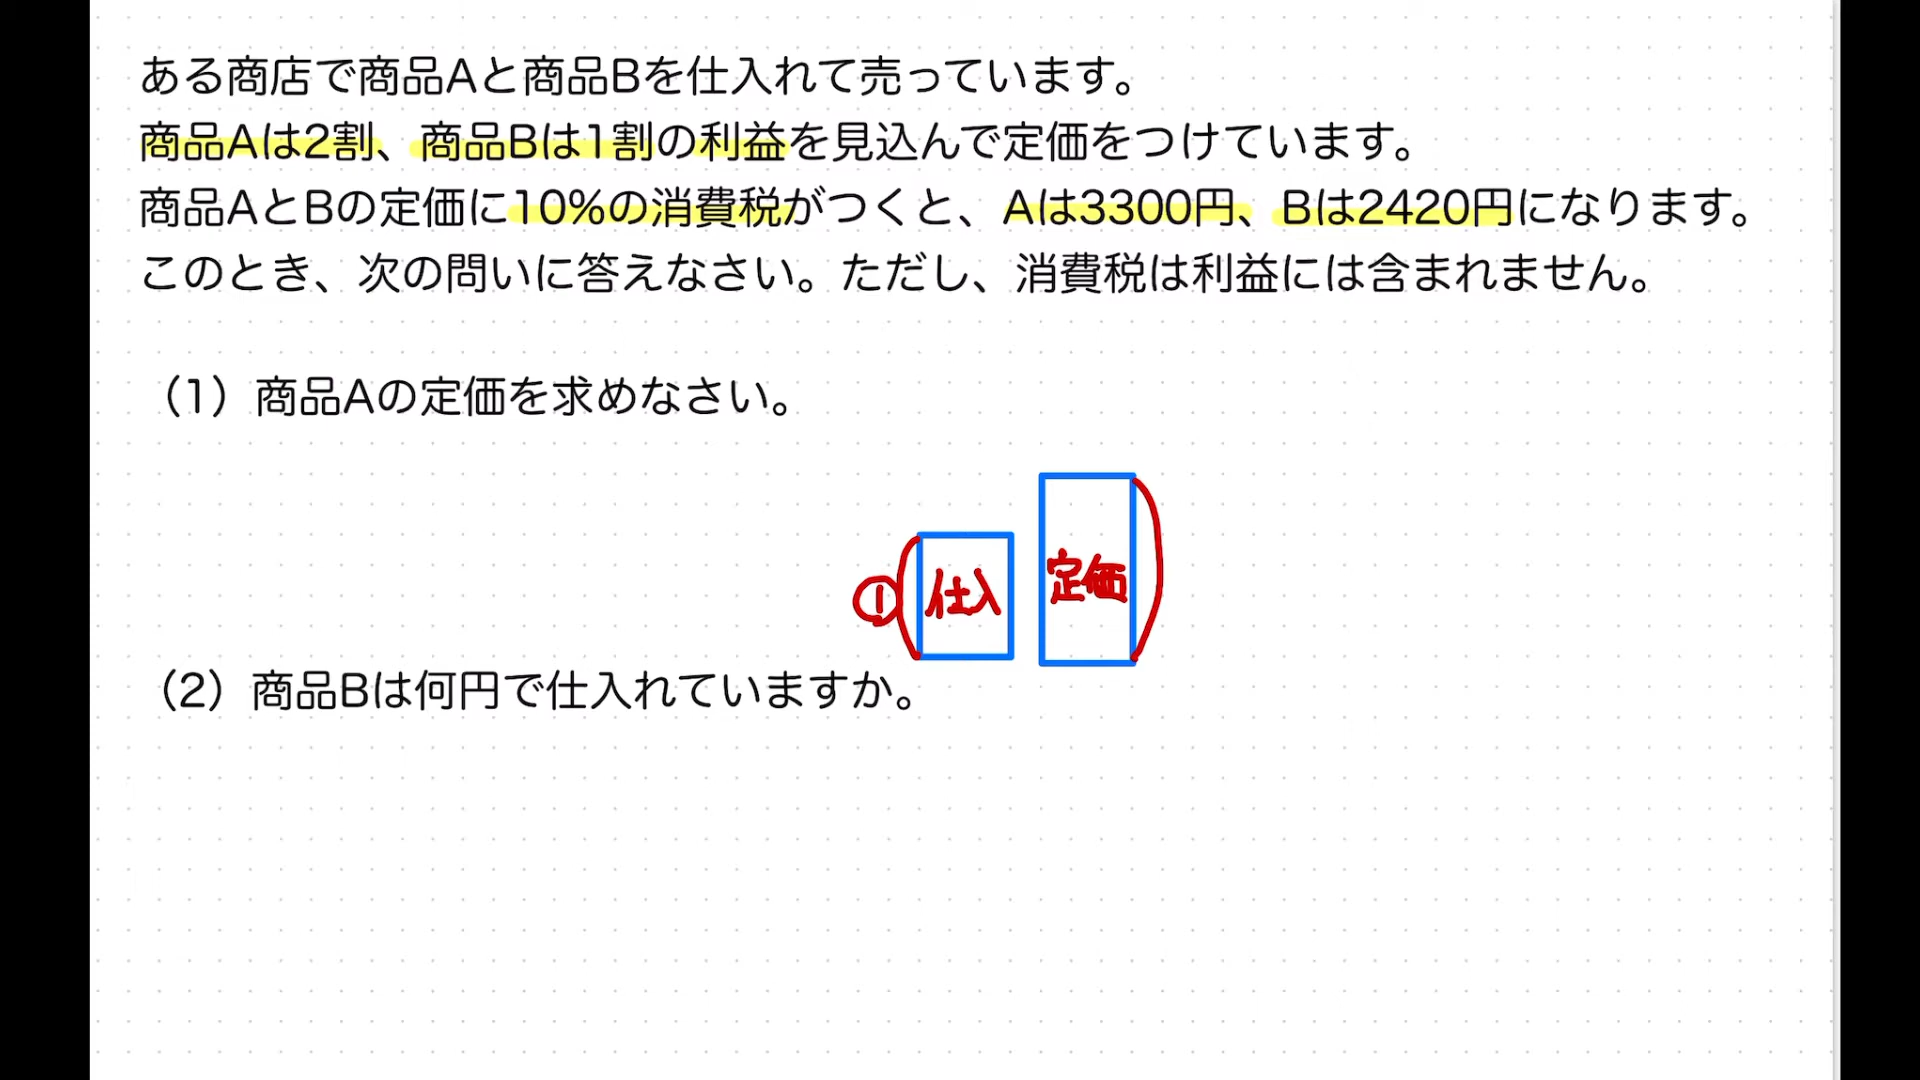 ある商店で商品Aと商品Bを仕入れて売っています。
商品Aは2割、商品Bは1割の利益を見込んで定価をつけています。
商品AとBの定価に10%の消費税がつくと、Aは3300円、Bは2420円になります。
このとき、次の問いに答えなさい。ただし、消費税は利益には含まれません。
（1）商品Aの定価を求めなさい。
① 仕入 定価
（2）商品Bは何円で仕入れていますか。